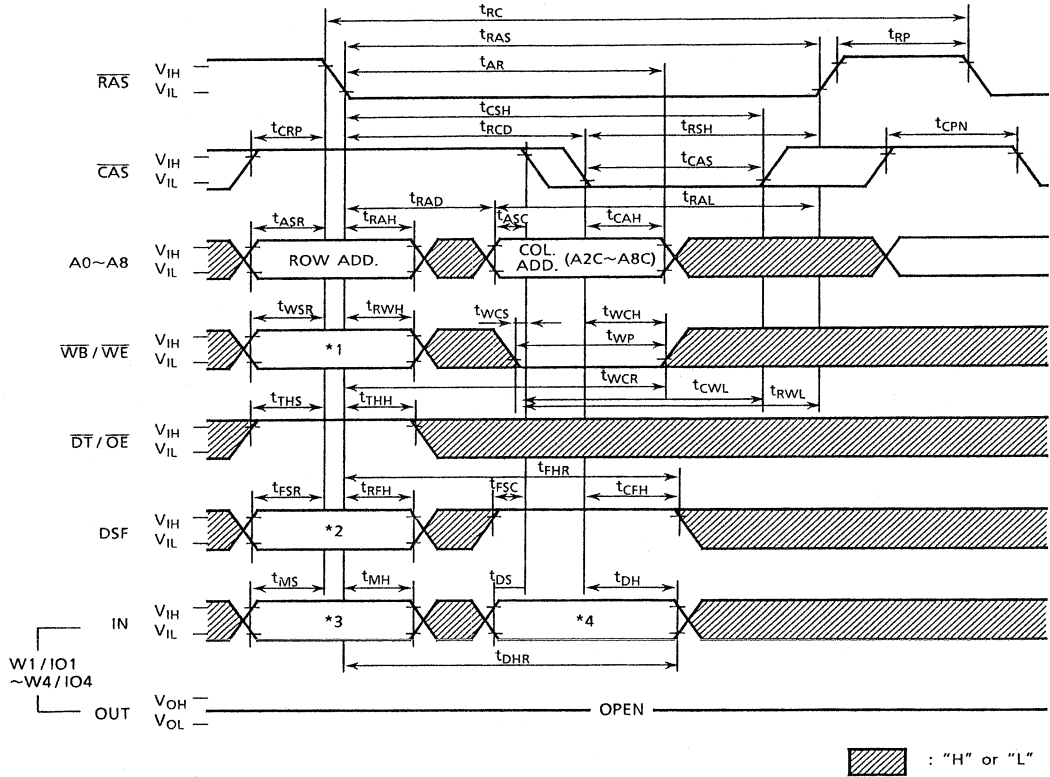 tRC
tRAS
tRP
RAS VIH
VIL
tAR
tCSH
tCRP
tRCD
tRSH
tCPN
CAS VIH
VIL
tCAS
tRAD
tRAL
tASR
tRAH
tASC
tCAH
A0~A8 VIH
VIL
ROW ADD.
COL. ADD. (A2C~A8C)
tWSR
tRWH
tWCS
tWCH
tWP
WB / WE VIH
VIL
*1
tWCR
tCWL
tRWL
tTHS
tTHH
DT / OE VIH
VIL
tFHR
tFSR
tRFH
tFSC
tCFH
DSF VIH
VIL
*2
tMS
tMH
tDS
tDH
IN VIH
VIL
*3
*4
tDHR
W1 / IO1
~W4 / IO4
OUT VOH
VOL
OPEN
: "H" or "L"